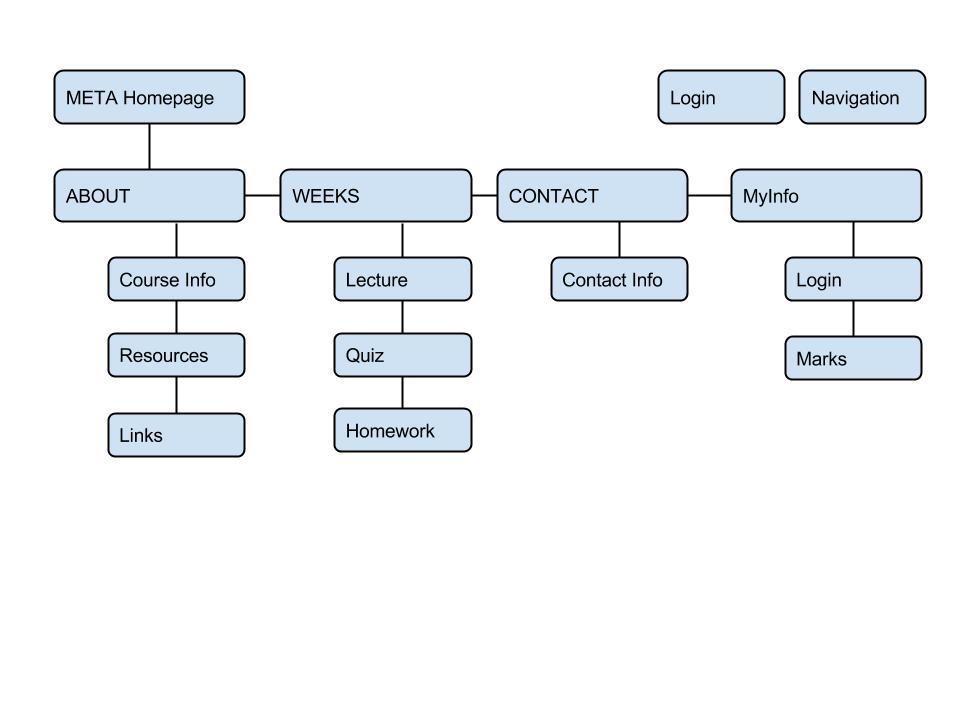 META Homepage
Login
Navigation
ABOUT
WEEKS
CONTACT
MyInfo
Course Info
Lecture
Contact Info
Login
Resources
Quiz
Marks
Links
Homework